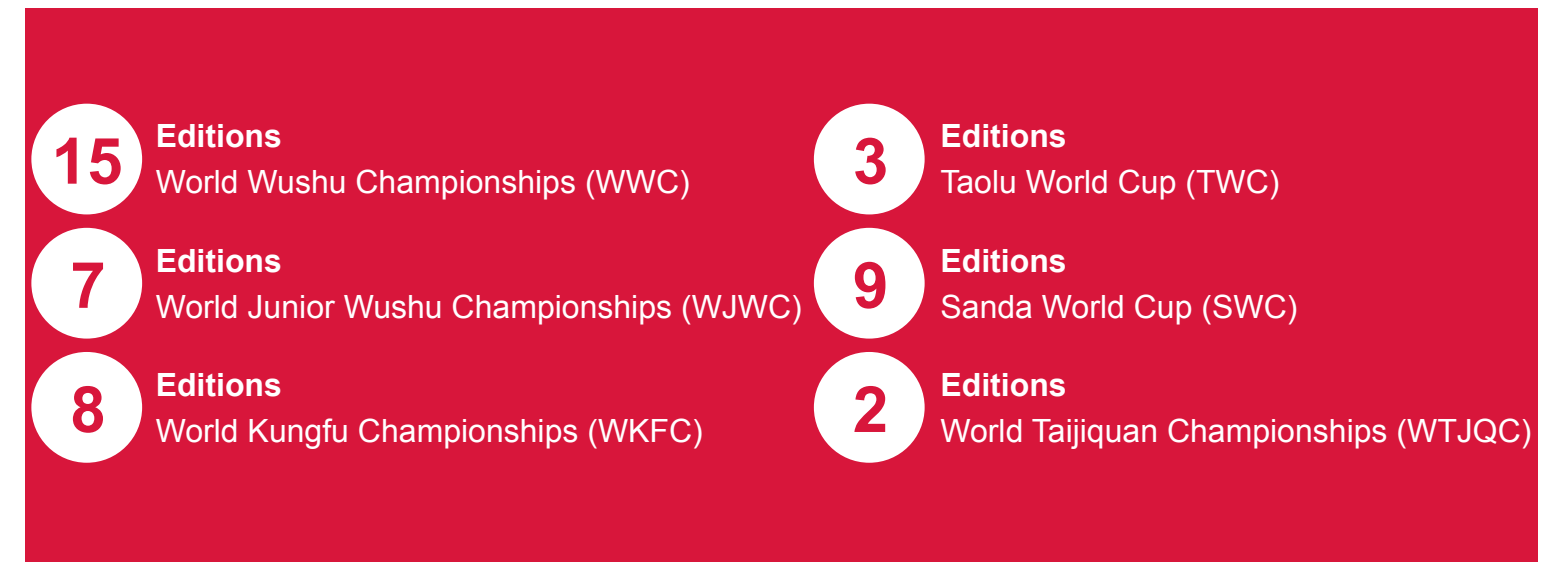 15
Editions
World Wushu Championships (WWC)
7
Editions
World Junior Wushu Championships (WJWC)
8
Editions
World Kungfu Championships (WKFC)
3
Editions
Taolu World Cup (TWC)
9
Editions
Sanda World Cup (SWC)
2
Editions
World Taijiquan Championships (WTJQC)